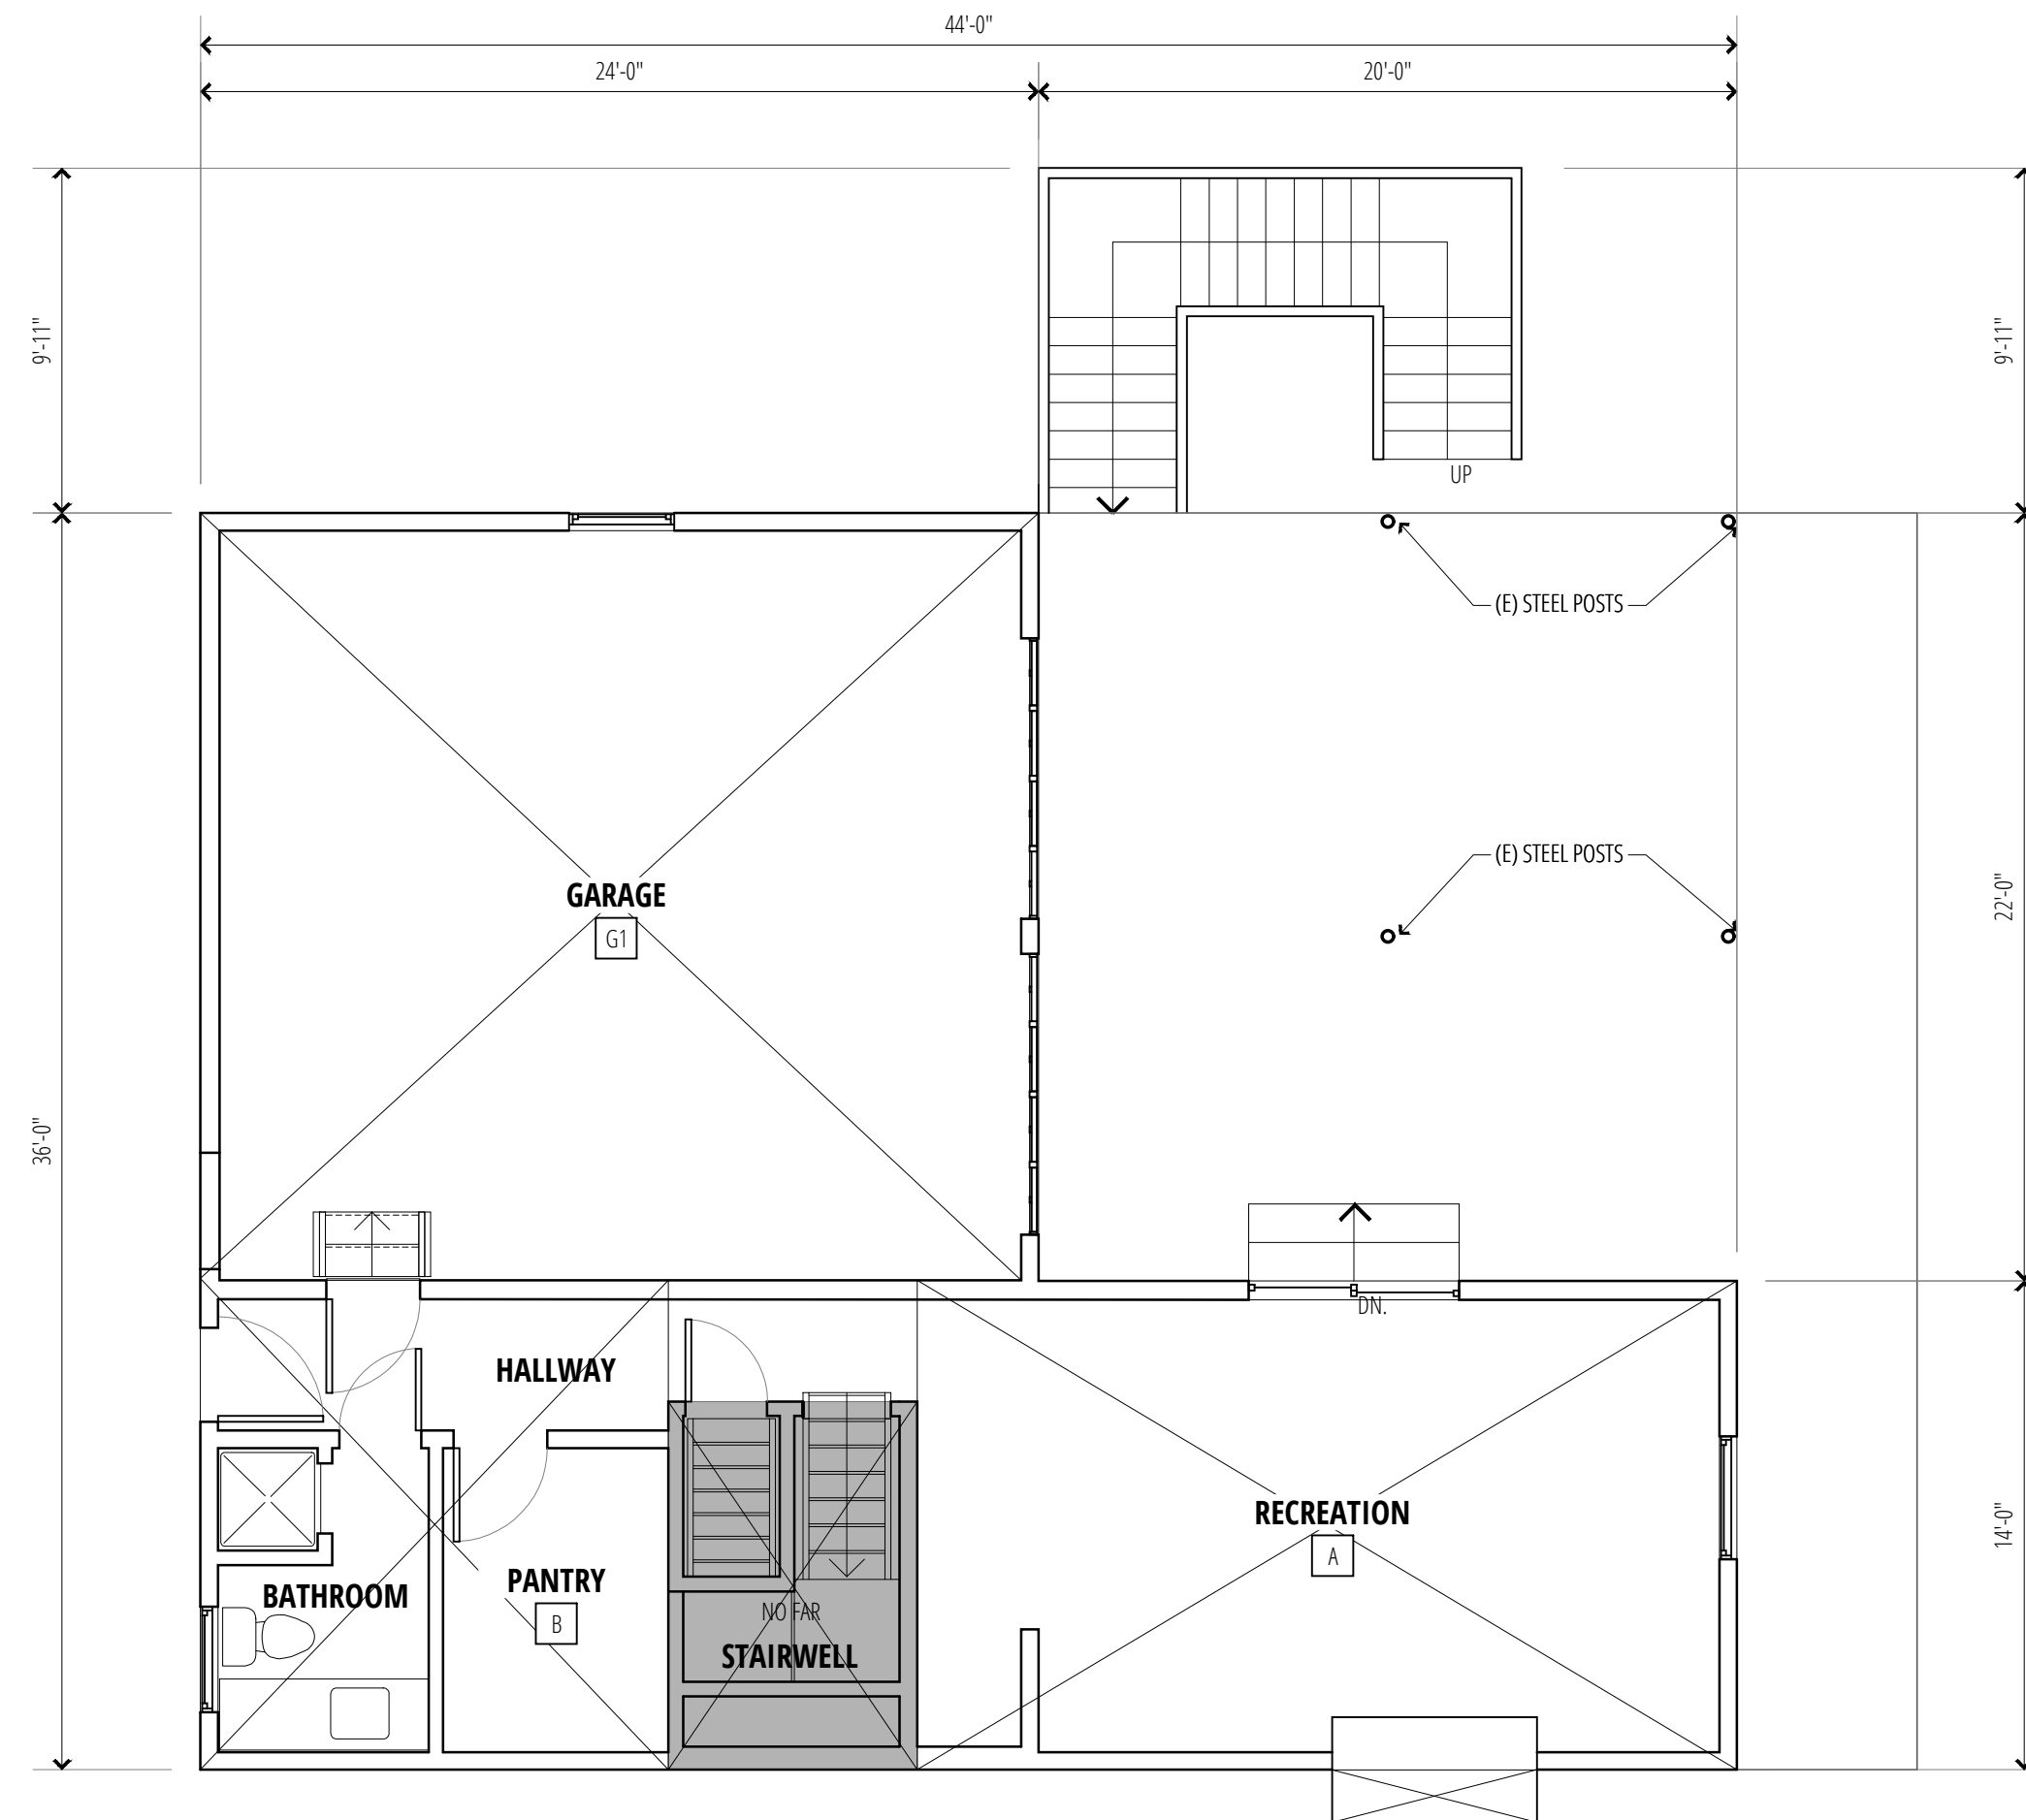 44'-0"
24'-0"
20'-0"
9'-11"
9'-11"
UP
(E) STEEL POSTS
(E) STEEL POSTS
GARAGE
G1
22'-0"
36'-0"
DN.
HALLWAY
RECREATION
A
14'-0"
PANTRY
B
BATHROOM
NO FAR
STAIRWELL